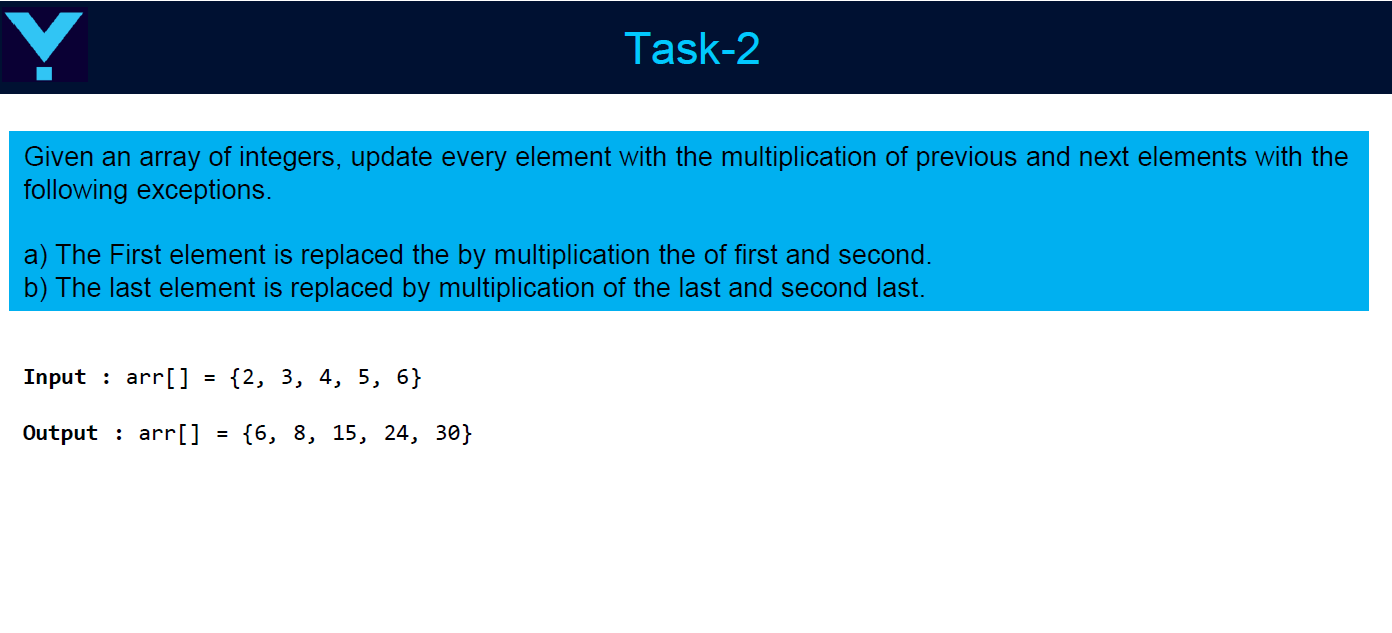 Task-2
Given an array of integers, update every element with the multiplication of previous and next elements with the
following exceptions.
a) The First element is replaced the by multiplication the of first and second.
b) The last element is replaced by multiplication of the last and second last.
Input : arr[] = {2, 3, 4, 5, 6}
Output : arr[] = {6, 8, 15, 24, 30}